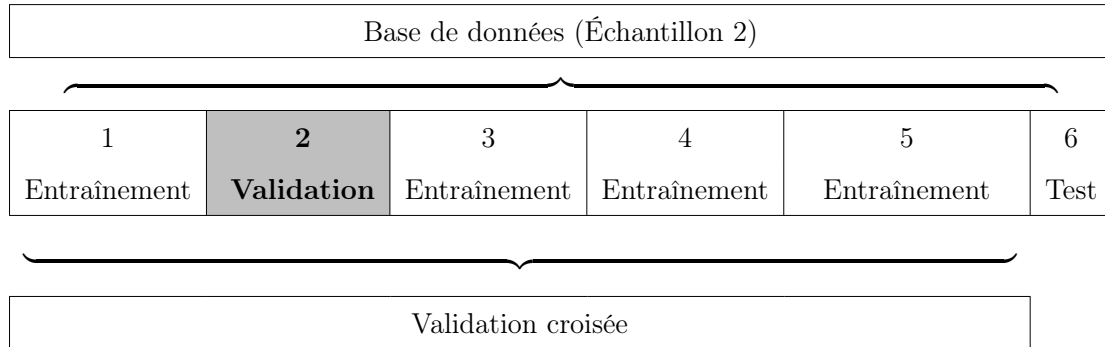 Base de données (Échantillon 2)
1 2 3 4 5 6
Entraînement Validation Entraînement Entraînement Entraînement Test
Validation croisée